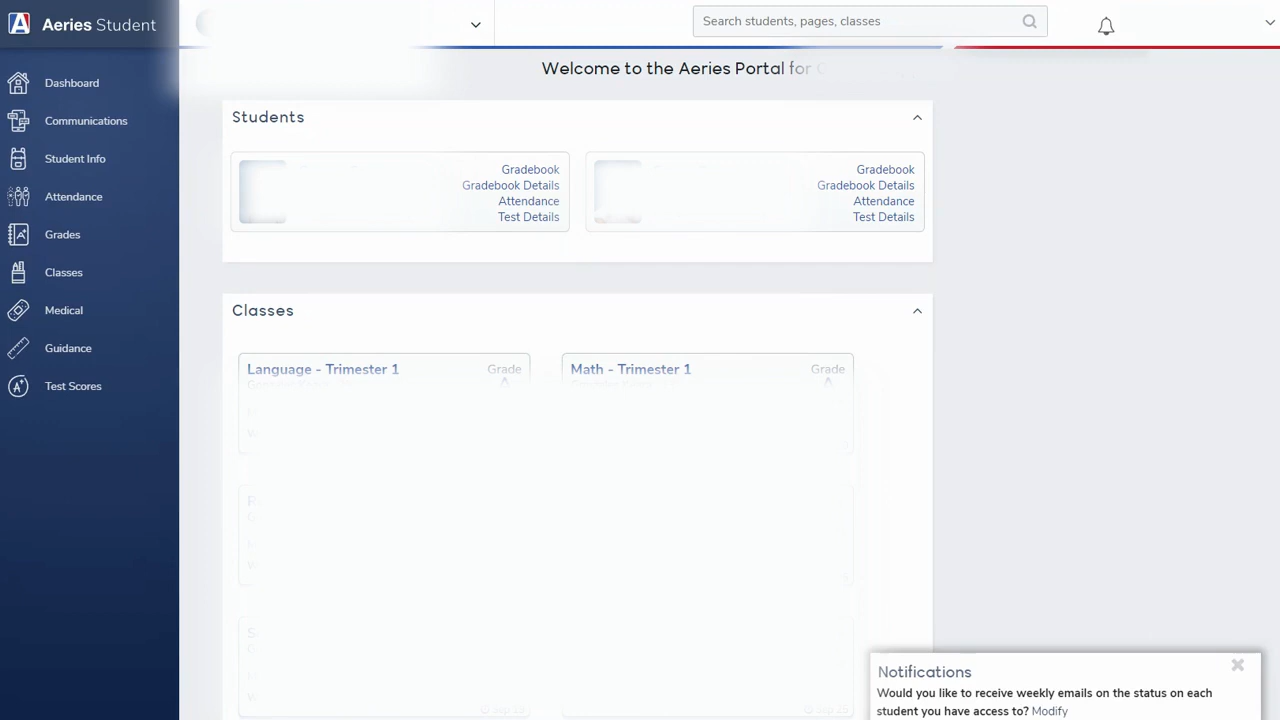 Aeries Student
Search students, pages, classes
Dashboard
Communications
Student Info
Attendance
Grades
Classes
Medical
Guidance
Test Scores
Welcome to the Aeries Portal for
Students
Gradebook
Gradebook Details
Attendance
Test Details
Gradebook
Gradebook Details
Attendance
Test Details
Classes
Language - Trimester 1 Grade
Math - Trimester 1 Grade
Notifications
Would you like to receive weekly emails on the status on each
student you have access to? Modify